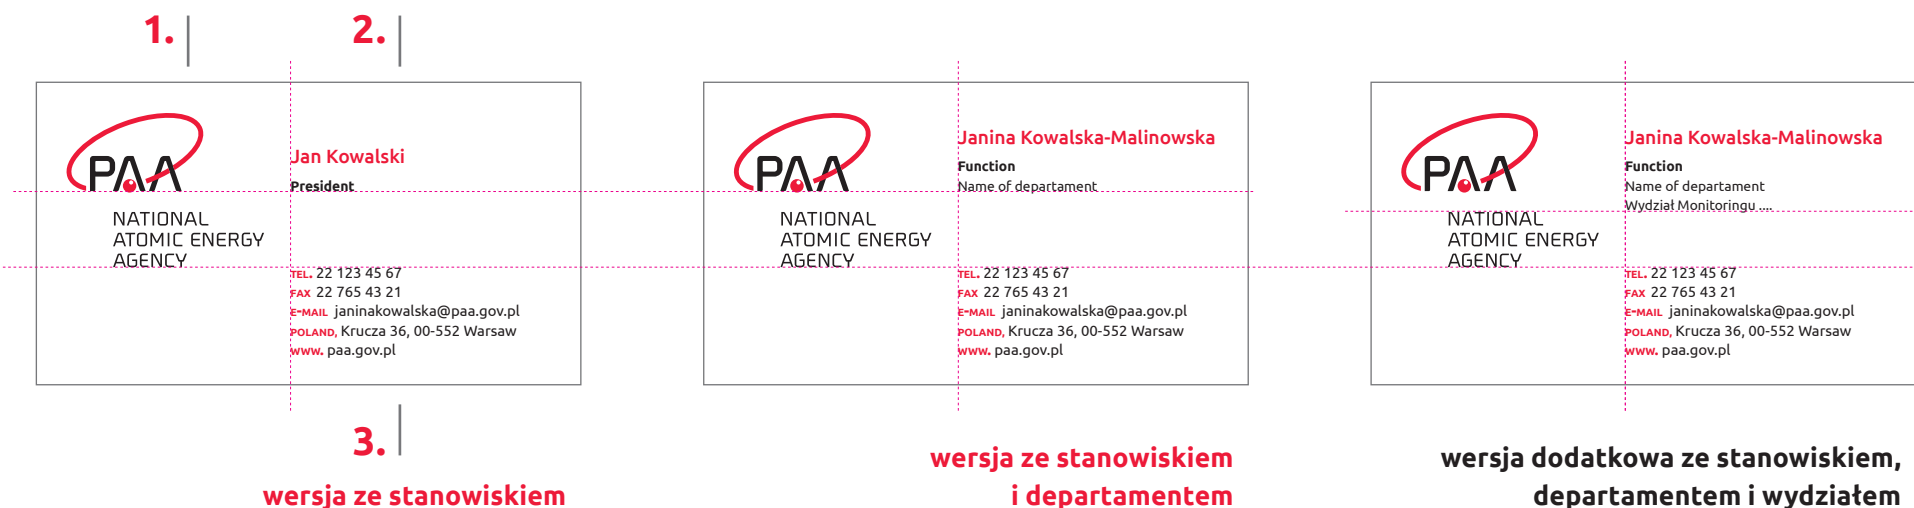 1.
2.
PAA
NATIONAL
ATOMIC ENERGY
AGENCY
Jan Kowalski
President
TEL. 22 123 45 67
FAX 22 765 43 21
E-MAIL janinakowalska@paa.gov.pl
POLAND, Krucza 36, 00-552 Warsaw
www. paa.gov.pl
3.
wersja ze stanowiskiem
PAA
NATIONAL
ATOMIC ENERGY
AGENCY
Janina Kowalska-Malinowska
Function
Name of departament
TEL. 22 123 45 67
FAX 22 765 43 21
E-MAIL janinakowalska@paa.gov.pl
POLAND, Krucza 36, 00-552 Warsaw
www. paa.gov.pl
wersja ze stanowiskiem
i departamentem
PAA
NATIONAL
ATOMIC ENERGY
AGENCY
Janina Kowalska-Malinowska
Function
Name of departament
Wydział Monitoringu ....
TEL. 22 123 45 67
FAX 22 765 43 21
E-MAIL janinakowalska@paa.gov.pl
POLAND, Krucza 36, 00-552 Warsaw
www. paa.gov.pl
wersja dodatkowa ze stanowiskiem,
departamentem i wydziałem